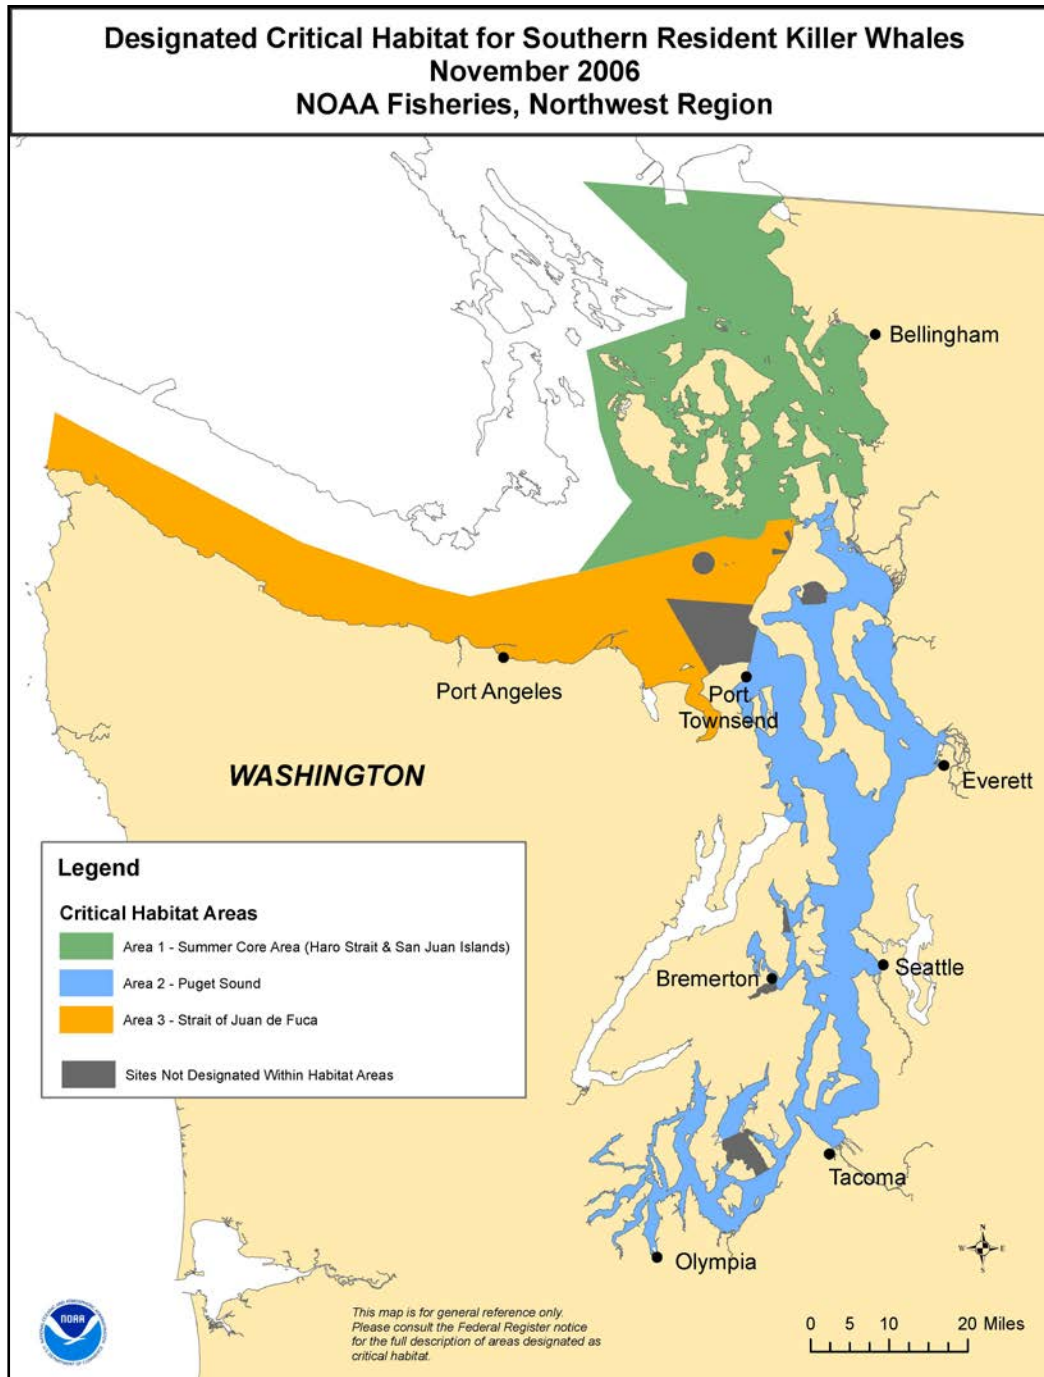 Designated Critical Habitat for Southern Resident Killer Whales
November 2006
NOAA Fisheries, Northwest Region
Bellingham
Port Angeles
Port
Townsend
WASHINGTON
Everett
Legend
Critical Habitat Areas
Area 1 - Summer Core Area (Haro Strait & San Juan Islands)
Area 2 - Puget Sound
Area 3 - Strait of Juan de Fuca
Sites Not Designated Within Habitat Areas
Bremerton
Seattle
Tacoma
Olympia
N
W
E
S
NOAA
This map is for general reference only.
Please consult the Federal Register notice
for the full description of areas designated as
critical habitat.
0 5 10 20 Miles